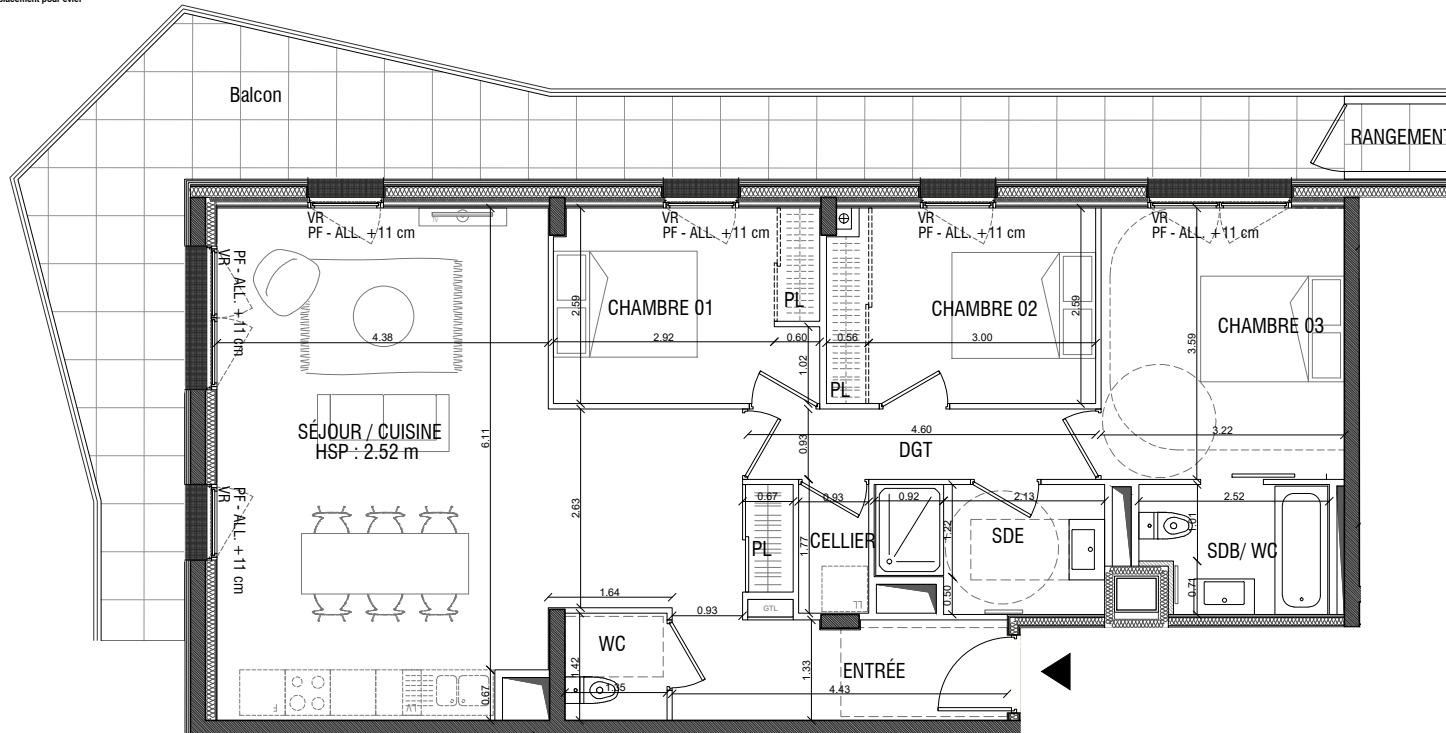 placement pour évier
Balcon
RANGEMENT
VR
PF - ALL. +11 cm
VR
PF - ALL. +11 cm
VR
PF - ALL. +11 cm
VR
PF - ALL. +11 cm
PF - ALL. +11 cm
VR
PL
CHAMBRE 01
CHAMBRE 02
CHAMBRE 03
2.59
2.59
3.59
4.38
2.92
0.60
0.56
3.00
1.02
PL
SÉJOUR / CUISINE
HSP : 2.52 m
6.11
4.60
3.22
0.93
DGT
PF - ALL. +11 cm
VR
0.67
0.93
0.92
2.13
2.52
2.63
1.22
1.01
PL
CELLIER
SDE
SDB/ WC
1.77
LL
0.50
0.71
1.64
0.93
GTL
WC
ENTRÉE
1.42
1.33
1.35
4.43
0.67
F
LV